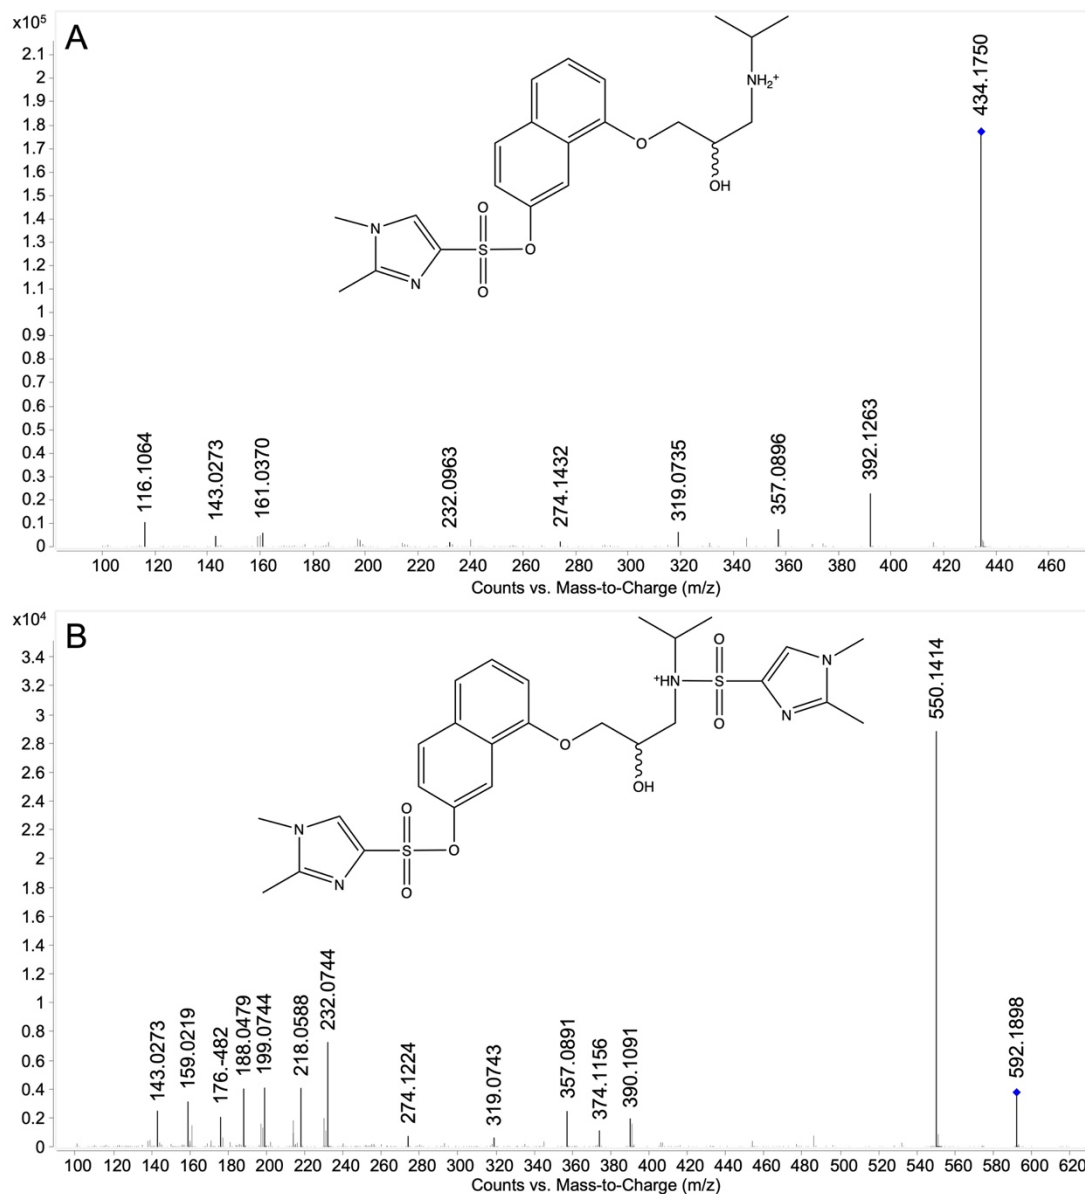 x10⁵
A
434.1750
2.1
2
1.9
1.8
1.7
1.6
1.5
1.4
1.3
1.2
1.1
1
0.9
0.8
0.7
0.6
0.5
0.4
0.3
0.2
0.1
0
NH₂⁺
O
OH
O
N
S
O
N
O
116.1064
143.0273
161.0370
232.0963
274.1432
319.0735
357.0896
392.1263
100 120 140 160 180 200 220 240 260 280 300 320 340 360 380 400 420 440 460
Counts vs. Mass-to-Charge (m/z)
x10⁴
B
550.1414
3.4
3.2
3
2.8
2.6
2.4
2.2
2
1.8
1.6
1.4
1.2
1
0.8
0.6
0.4
0.2
0
O
N
⁺HN
S
N
O
O
OH
O
N
S
O
N
O
143.0273
159.0219
176.-482
188.0479
199.0744
218.0588
232.0744
274.1224
319.0743
357.0891
374.1156
390.1091
592.1898
100 120 140 160 180 200 220 240 260 280 300 320 340 360 380 400 420 440 460 480 500 520 540 560 580 600 620
Counts vs. Mass-to-Charge (m/z)